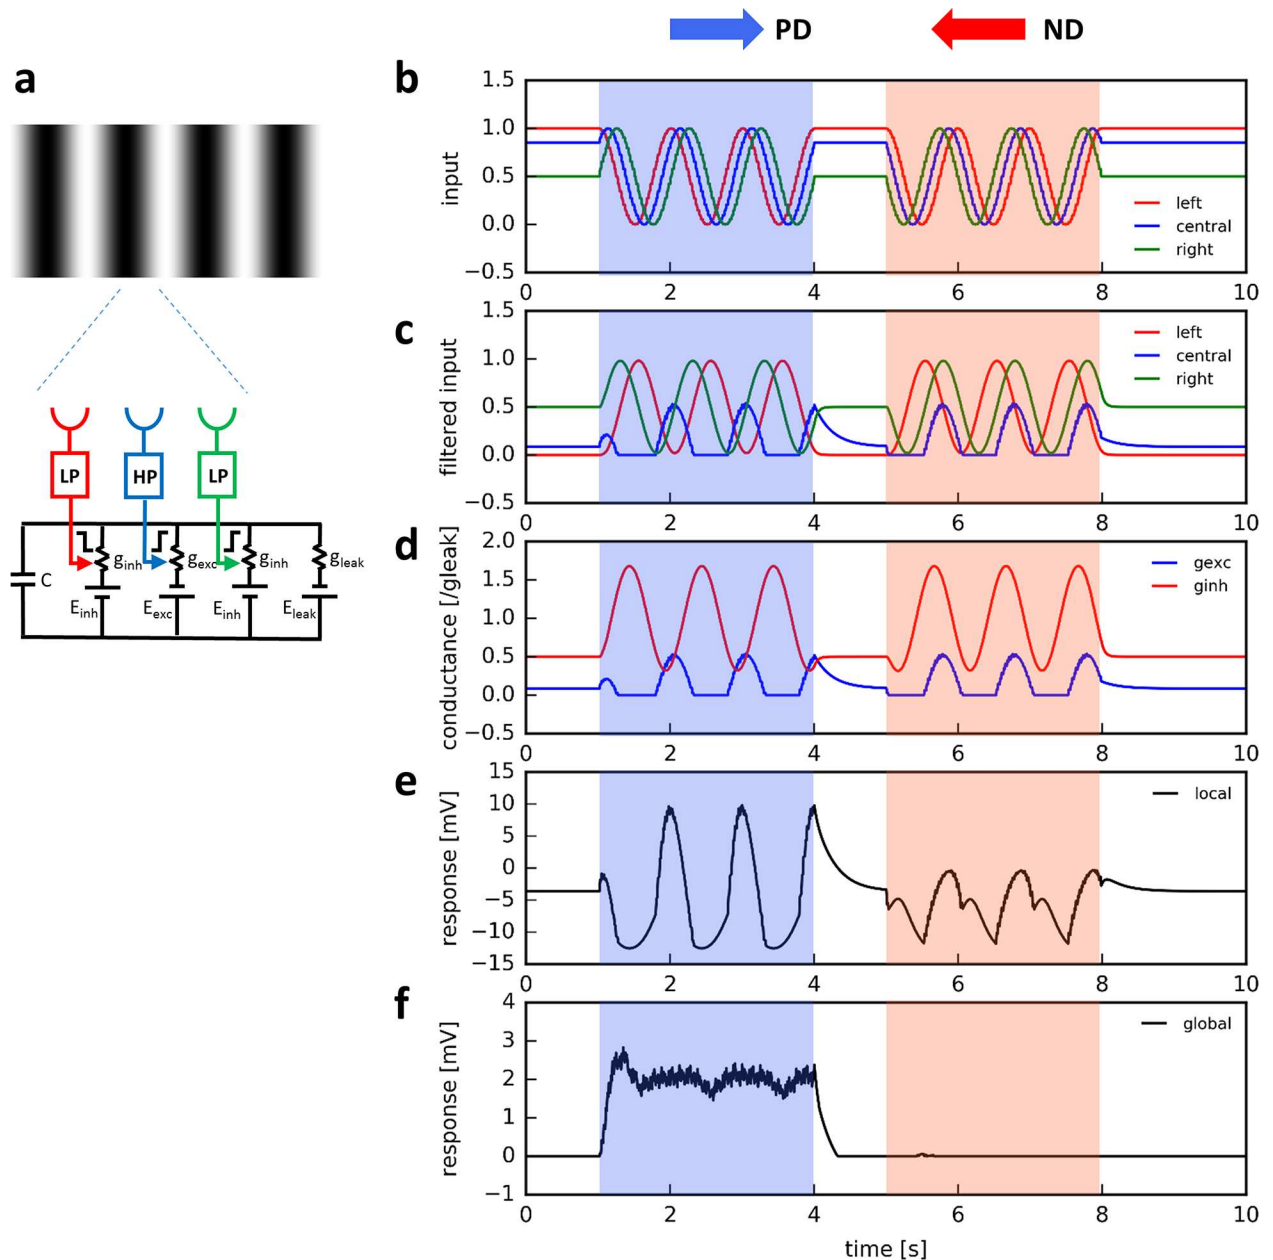 PD
ND
a
LP
HP
LP
C
ginh
gexc
ginh
gleak
Einh
Eexc
Einh
Eleak
b
1.5
1.0
0.5
0.0
−0.5
input
left
central
right
0 2 4 6 8 10
c
1.5
1.0
0.5
0.0
−0.5
filtered input
left
central
right
0 2 4 6 8 10
d
2.0
1.5
1.0
0.5
0.0
−0.5
conductance [/gleak]
gexc
ginh
0 2 4 6 8 10
e
15
10
5
0
−5
−10
−15
response [mV]
local
0 2 4 6 8 10
f
4
3
2
1
0
−1
response [mV]
global
0 2 4 6 8 10
time [s]